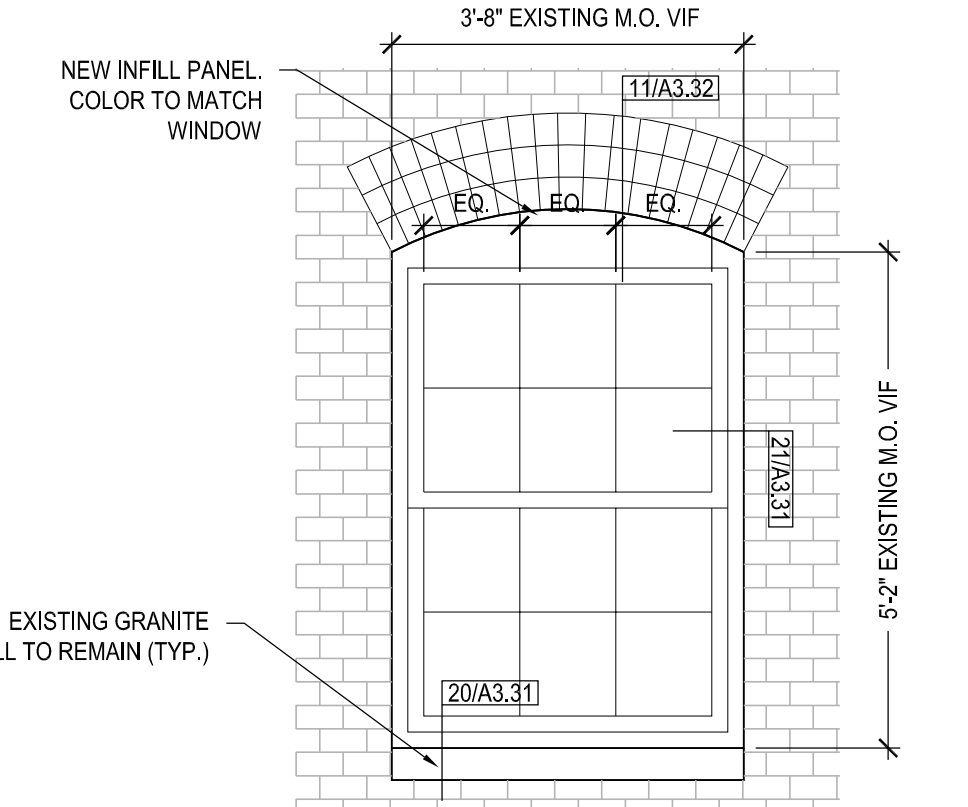 3'-8" EXISTING M.O. VIF
NEW INFILL PANEL.
COLOR TO MATCH
WINDOW
11/A3.32
EQ. EQ. EQ.
21/A3.31
5'-2" EXISTING M.O. VIF
EXISTING GRANITE
LL TO REMAIN (TYP.)
20/A3.31